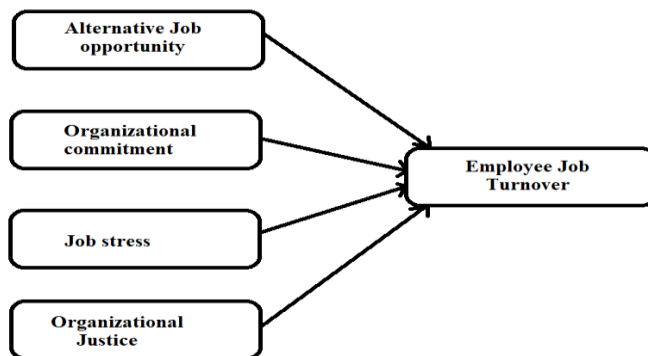 Alternative Job
opportunity
Organizational
commitment
Employee Job
Turnover
Job stress
Organizational
Justice